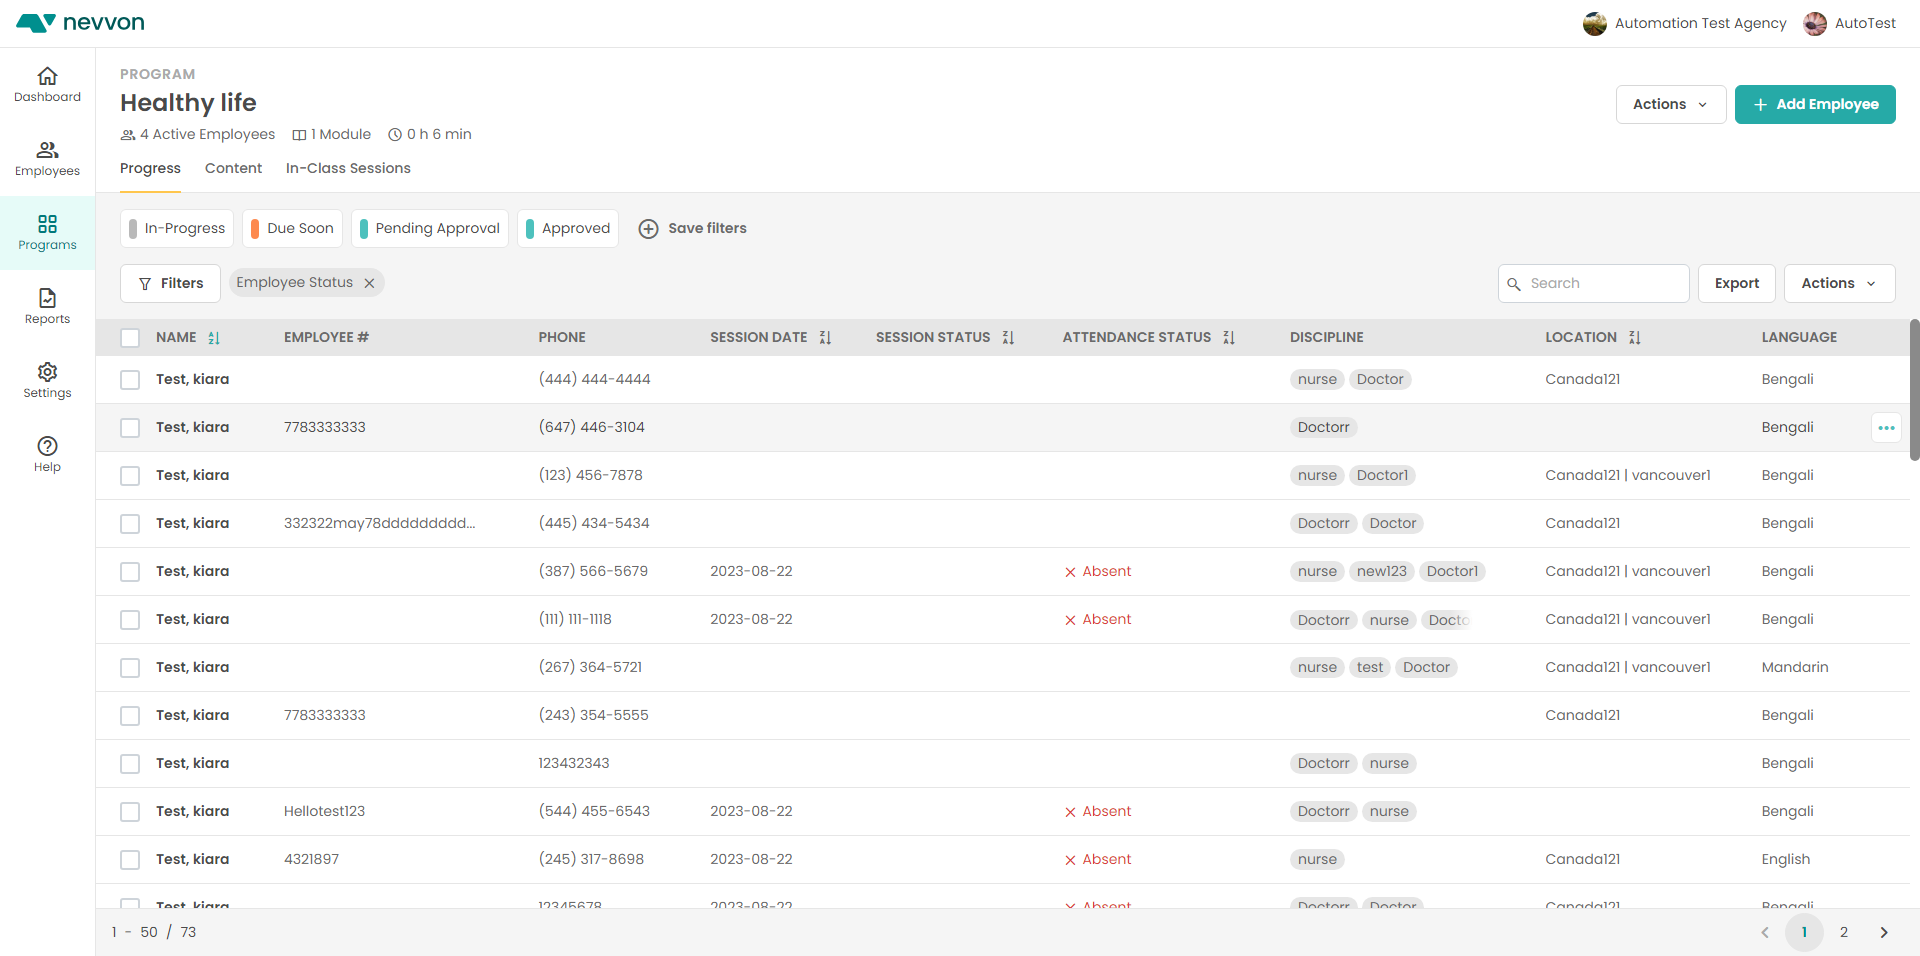 nevvon
Automation Test Agency AutoTest
Dashboard
Employees
Programs
Reports
Settings
Help
PROGRAM
Healthy life
4 Active Employees 1 Module 0 h 6 min
Actions + Add Employee
Progress Content In-Class Sessions
In-Progress Due Soon Pending Approval Approved Save filters
Filters Employee Status
Search Export Actions
NAME EMPLOYEE # PHONE SESSION DATE SESSION STATUS ATTENDANCE STATUS DISCIPLINE LOCATION LANGUAGE
Test, kiara (444) 444-4444 nurse Doctor Canada121 Bengali
Test, kiara 7783333333 (647) 446-3104 Doctorr Bengali
Test, kiara (123) 456-7878 nurse Doctor1 Canada121 | vancouver1 Bengali
Test, kiara 332322may78ddddddddd... (445) 434-5434 Doctorr Doctor Canada121 Bengali
Test, kiara (387) 566-5679 2023-08-22 Absent nurse new123 Doctor1 Canada121 | vancouver1 Bengali
Test, kiara (111) 111-1118 2023-08-22 Absent Doctorr nurse Docto Canada121 | vancouver1 Bengali
Test, kiara (267) 364-5721 nurse test Doctor Canada121 | vancouver1 Mandarin
Test, kiara 7783333333 (243) 354-5555 Canada121 Bengali
Test, kiara 123432343 Doctorr nurse Bengali
Test, kiara Hellotest123 (544) 455-6543 2023-08-22 Absent Doctorr nurse Bengali
Test, kiara 4321897 (245) 317-8698 2023-08-22 Absent nurse Canada121 English
Test, kiara 12345678 2023-08-22 Absent Doctorr Doctor Canada121 Bengali
1 - 50 / 73
1 2